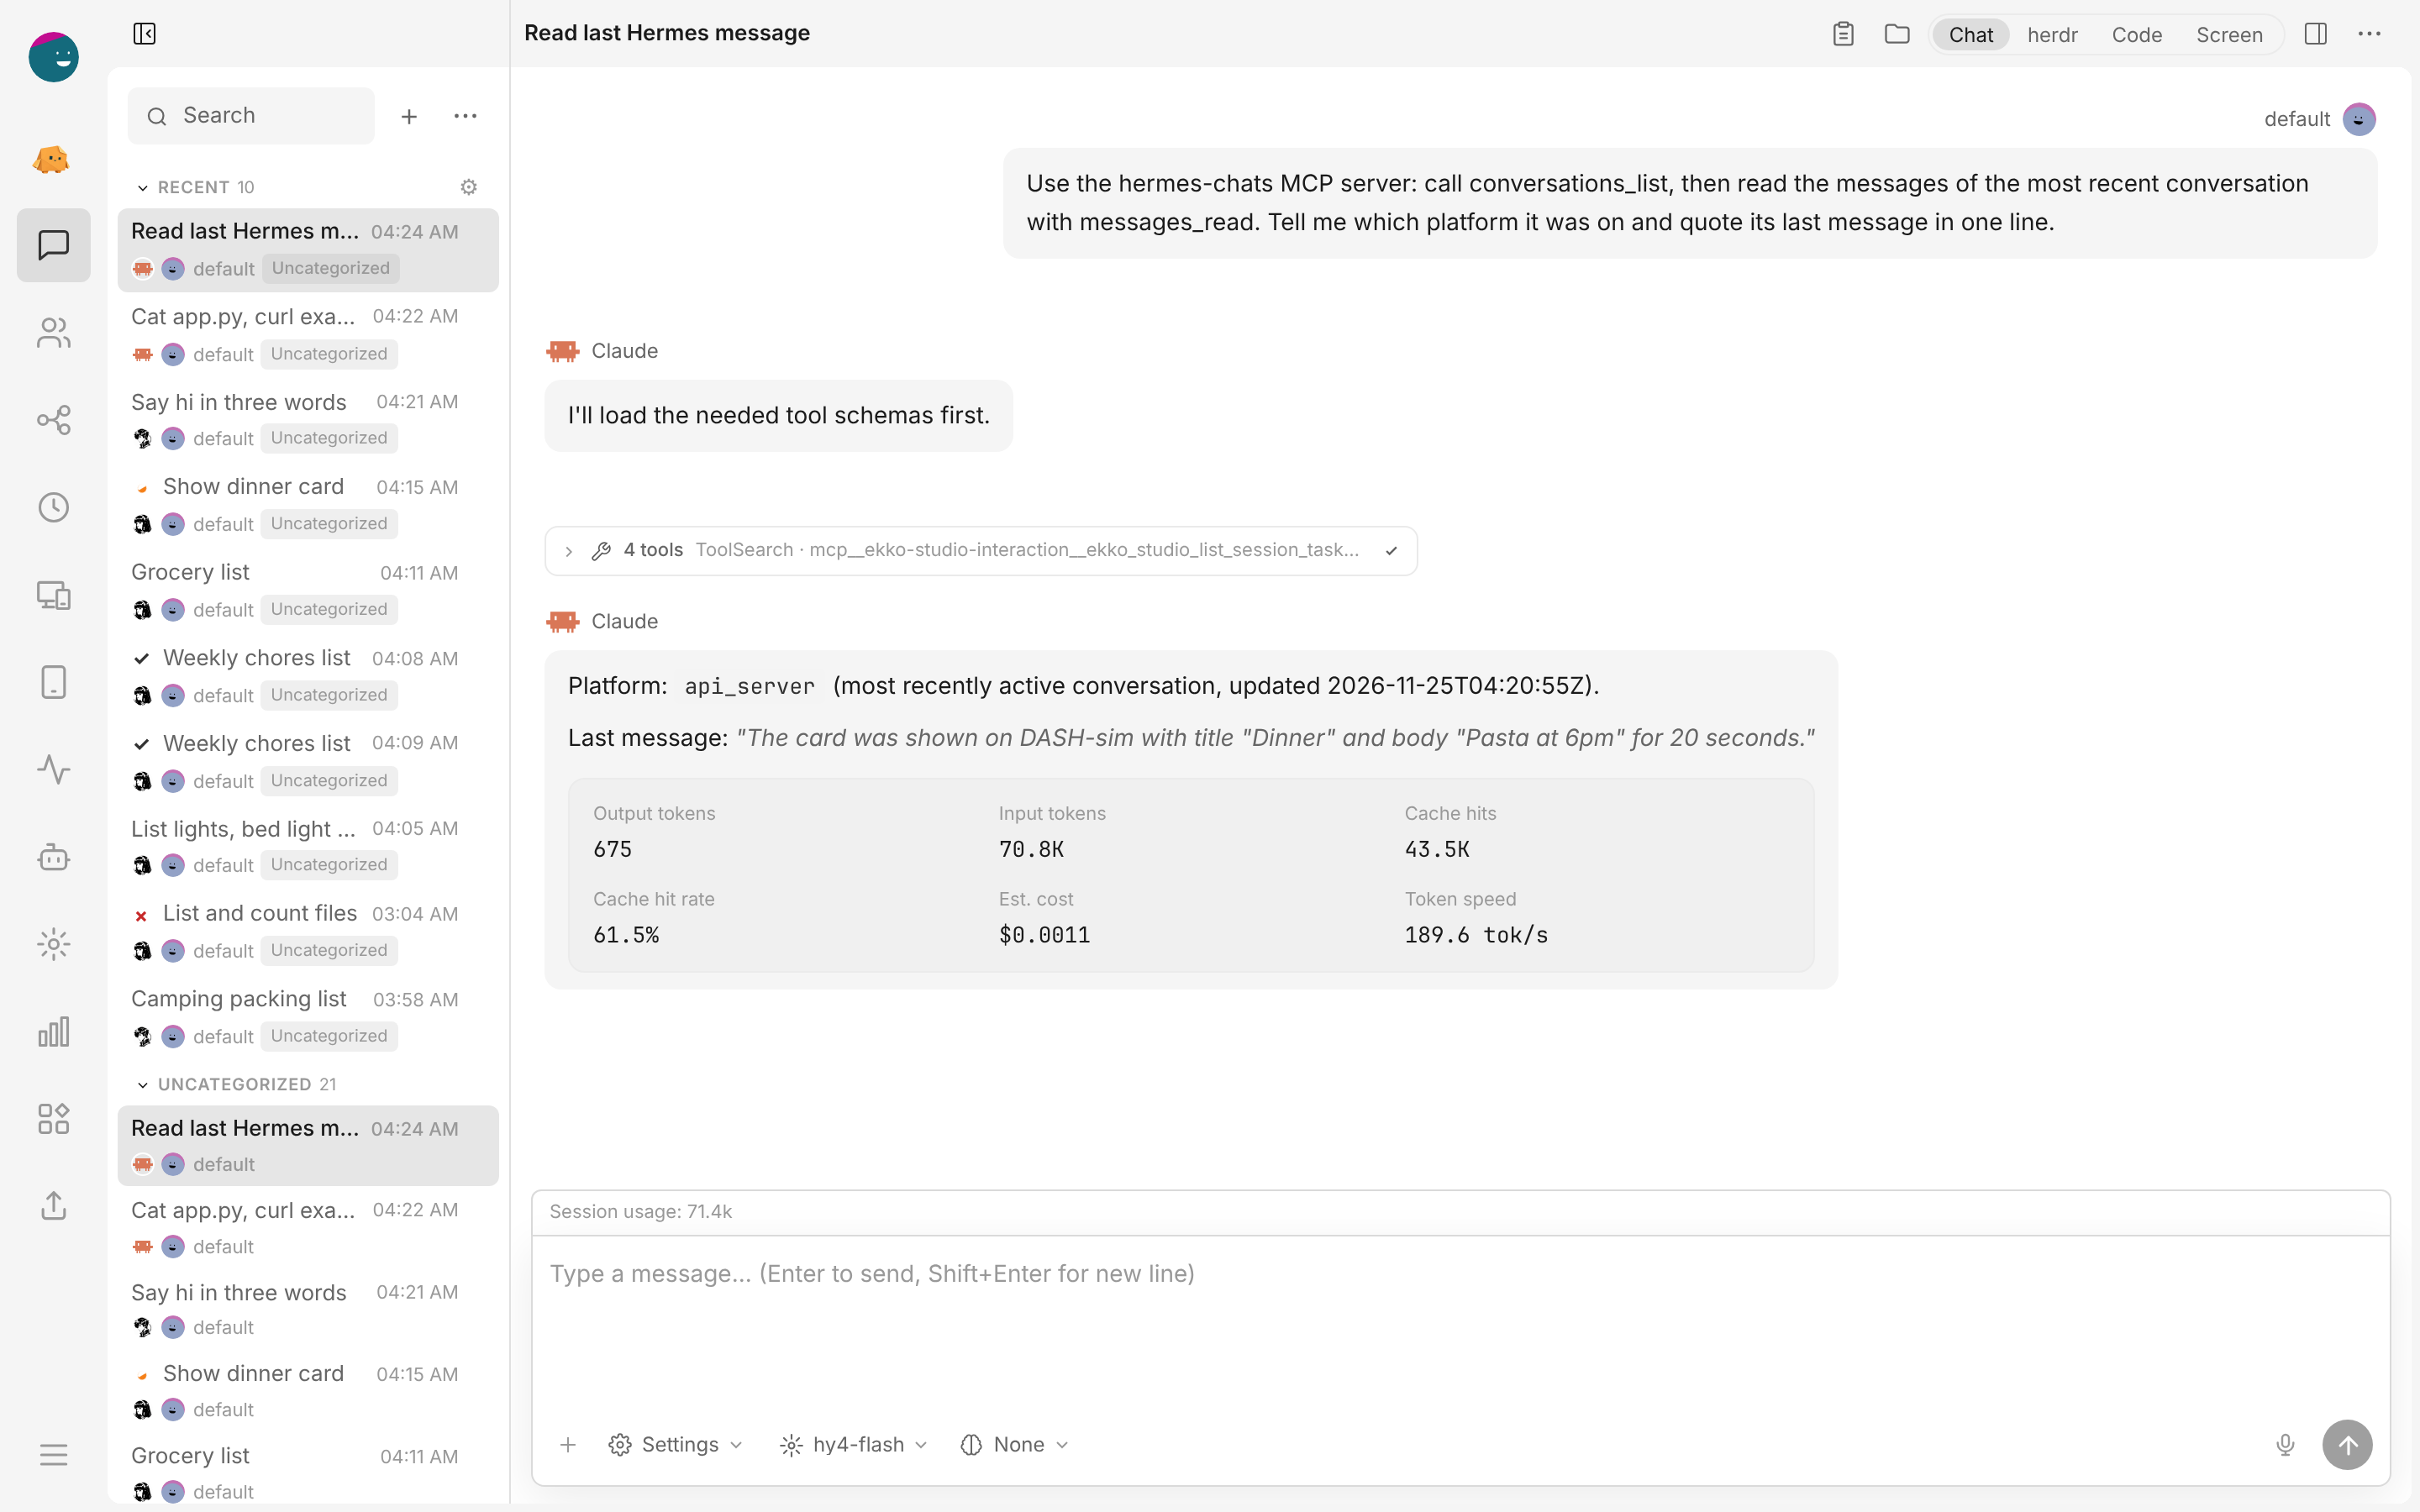 Read last Hermes message
Chat
herdr
Code
Screen
Search
RECENT 10
Read last Hermes m... 04:24 AM
default Uncategorized
Cat app.py, curl exa... 04:22 AM
default Uncategorized
Say hi in three words 04:21 AM
default Uncategorized
Show dinner card 04:15 AM
default Uncategorized
Grocery list 04:11 AM
default Uncategorized
Weekly chores list 04:08 AM
default Uncategorized
Weekly chores list 04:09 AM
default Uncategorized
List lights, bed light ... 04:05 AM
default Uncategorized
List and count files 03:04 AM
default Uncategorized
Camping packing list 03:58 AM
default Uncategorized
UNCATEGORIZED 21
Read last Hermes m... 04:24 AM
default
Cat app.py, curl exa... 04:22 AM
default
Say hi in three words 04:21 AM
default
Show dinner card 04:15 AM
default
Grocery list 04:11 AM
default
default
Use the hermes-chats MCP server: call conversations_list, then read the messages of the most recent conversation
with messages_read. Tell me which platform it was on and quote its last message in one line.
Claude
I'll load the needed tool schemas first.
4 tools ToolSearch · mcp__ekko-studio-interaction__ekko_studio_list_session_task...
Claude
Platform: api_server (most recently active conversation, updated 2026-11-25T04:20:55Z).
Last message: "The card was shown on DASH-sim with title "Dinner" and body "Pasta at 6pm" for 20 seconds."
Output tokens Input tokens Cache hits
675 70.8K 43.5K
Cache hit rate Est. cost Token speed
61.5% $0.0011 189.6 tok/s
Session usage: 71.4k
Type a message... (Enter to send, Shift+Enter for new line)
Settings hy4-flash None